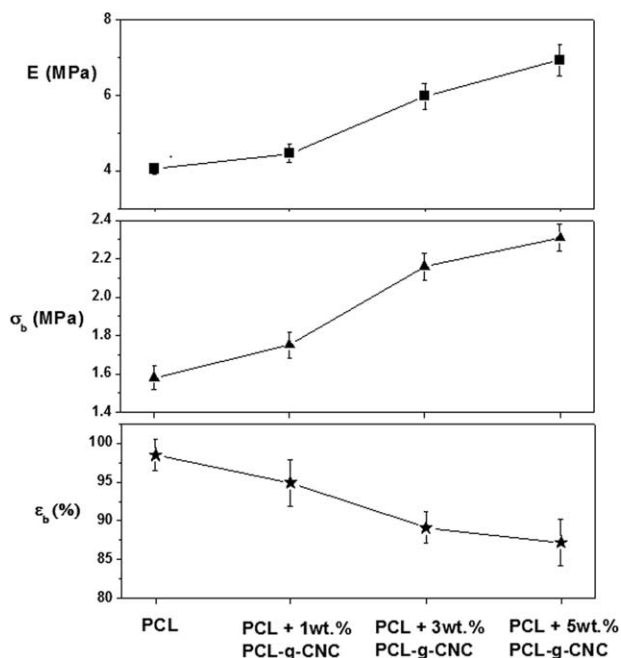 8
E (MPa)
6
4
2.4
2.2
2.0
σb (MPa)
1.8
1.6
1.4
100
95
εb (%)
90
85
80
PCL
PCL + 1wt.%
PCL-g-CNC
PCL + 3wt.%
PCL-g-CNC
PCL + 5wt.%
PCL-g-CNC